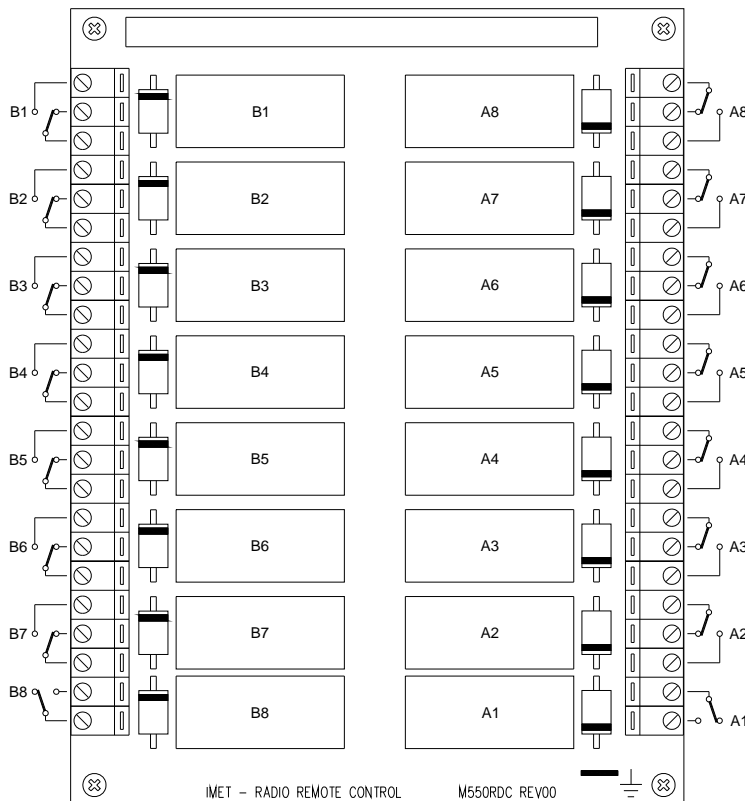 B1 B1 A8 A8
B2 B2 A7 A7
B3 B3 A6 A6
B4 B4 A5 A5
B5 B5 A4 A4
B6 B6 A3 A3
B7 B7 A2 A2
B8 B8 A1 A1
IMET - RADIO REMOTE CONTROL M550RDC REV00